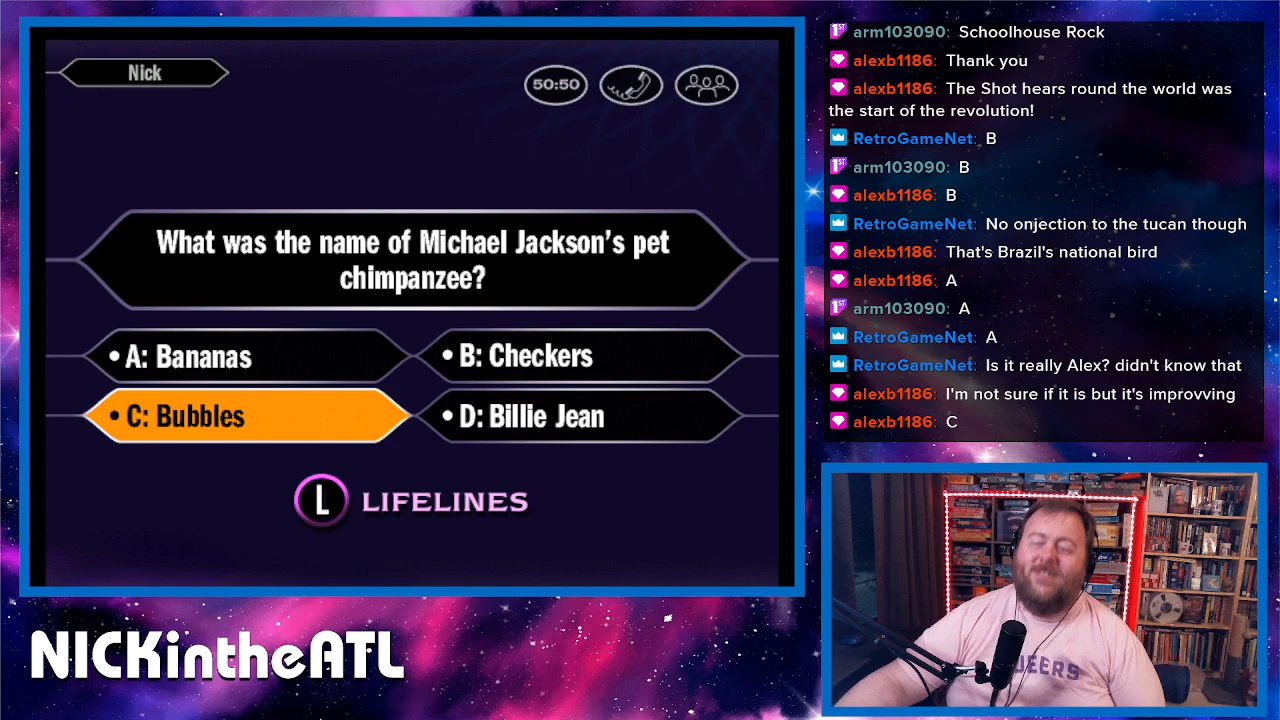 Nick
50:50
What was the name of Michael Jackson's pet
chimpanzee?
• A: Bananas
• B: Checkers
• C: Bubbles
• D: Billie Jean
L LIFELINES
NICKintheATL
1ST arm103090: Schoolhouse Rock
alexb1186: Thank you
alexb1186: The Shot hears round the world was
the start of the revolution!
RetroGameNet: B
1ST arm103090: B
alexb1186: B
RetroGameNet: No onjection to the tucan though
alexb1186: That's Brazil's national bird
alexb1186: A
1ST arm103090: A
RetroGameNet: A
RetroGameNet: Is it really Alex? didn't know that
alexb1186: I'm not sure if it is but it's improvving
alexb1186: C